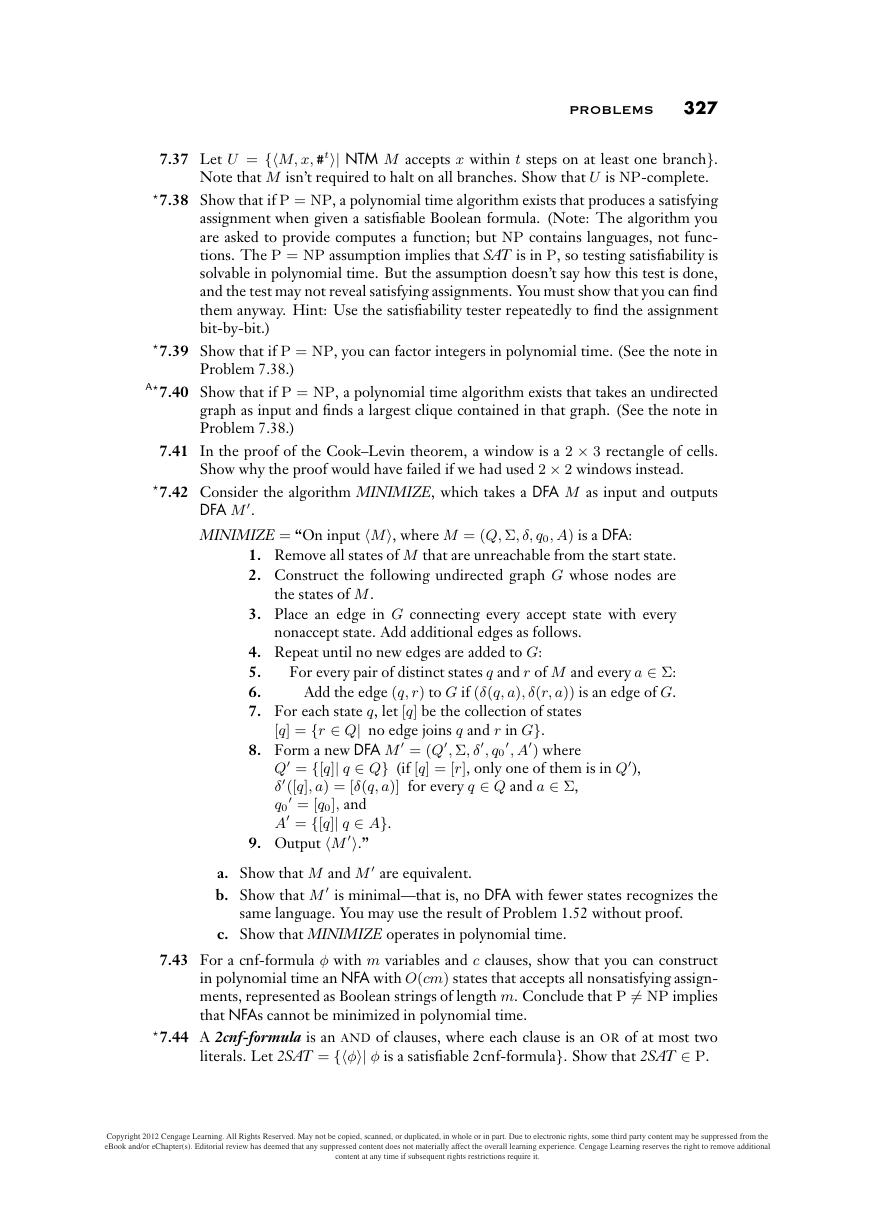 PROBLEMS 327
7.37 Let U = {⟨M, x, #ᵗ⟩| NTM M accepts x within t steps on at least one branch}.
Note that M isn't required to halt on all branches. Show that U is NP-complete.
*7.38 Show that if P = NP, a polynomial time algorithm exists that produces a satisfying
assignment when given a satisfiable Boolean formula. (Note: The algorithm you
are asked to provide computes a function; but NP contains languages, not func-
tions. The P = NP assumption implies that SAT is in P, so testing satisfiability is
solvable in polynomial time. But the assumption doesn't say how this test is done,
and the test may not reveal satisfying assignments. You must show that you can find
them anyway. Hint: Use the satisfiability tester repeatedly to find the assignment
bit-by-bit.)
*7.39 Show that if P = NP, you can factor integers in polynomial time. (See the note in
Problem 7.38.)
A*7.40 Show that if P = NP, a polynomial time algorithm exists that takes an undirected
graph as input and finds a largest clique contained in that graph. (See the note in
Problem 7.38.)
7.41 In the proof of the Cook–Levin theorem, a window is a 2 × 3 rectangle of cells.
Show why the proof would have failed if we had used 2 × 2 windows instead.
*7.42 Consider the algorithm MINIMIZE, which takes a DFA M as input and outputs
DFA M′.
MINIMIZE = “On input ⟨M⟩, where M = (Q, Σ, δ, q₀, A) is a DFA:
1. Remove all states of M that are unreachable from the start state.
2. Construct the following undirected graph G whose nodes are
the states of M.
3. Place an edge in G connecting every accept state with every
nonaccept state. Add additional edges as follows.
4. Repeat until no new edges are added to G:
5. For every pair of distinct states q and r of M and every a ∈ Σ:
6. Add the edge (q, r) to G if (δ(q, a), δ(r, a)) is an edge of G.
7. For each state q, let [q] be the collection of states
[q] = {r ∈ Q| no edge joins q and r in G}.
8. Form a new DFA M′ = (Q′, Σ, δ′, q₀′, A′) where
Q′ = {[q]| q ∈ Q} (if [q] = [r], only one of them is in Q′),
δ′([q], a) = [δ(q, a)] for every q ∈ Q and a ∈ Σ,
q₀′ = [q₀], and
A′ = {[q]| q ∈ A}.
9. Output ⟨M′⟩.”
a. Show that M and M′ are equivalent.
b. Show that M′ is minimal—that is, no DFA with fewer states recognizes the
same language. You may use the result of Problem 1.52 without proof.
c. Show that MINIMIZE operates in polynomial time.
7.43 For a cnf-formula ϕ with m variables and c clauses, show that you can construct
in polynomial time an NFA with O(cm) states that accepts all nonsatisfying assign-
ments, represented as Boolean strings of length m. Conclude that P ≠ NP implies
that NFAs cannot be minimized in polynomial time.
*7.44 A 2cnf-formula is an AND of clauses, where each clause is an OR of at most two
literals. Let 2SAT = {⟨ϕ⟩| ϕ is a satisfiable 2cnf-formula}. Show that 2SAT ∈ P.
Copyright 2012 Cengage Learning. All Rights Reserved. May not be copied, scanned, or duplicated, in whole or in part. Due to electronic rights, some third party content may be suppressed from the
eBook and/or eChapter(s). Editorial review has deemed that any suppressed content does not materially affect the overall learning experience. Cengage Learning reserves the right to remove additional
content at any time if subsequent rights restrictions require it.